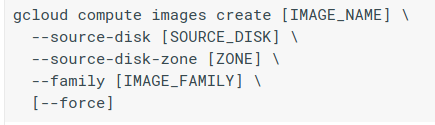 gcloud compute images create [IMAGE_NAME] \
--source-disk [SOURCE_DISK] \
--source-disk-zone [ZONE] \
--family [IMAGE_FAMILY] \
[--force]